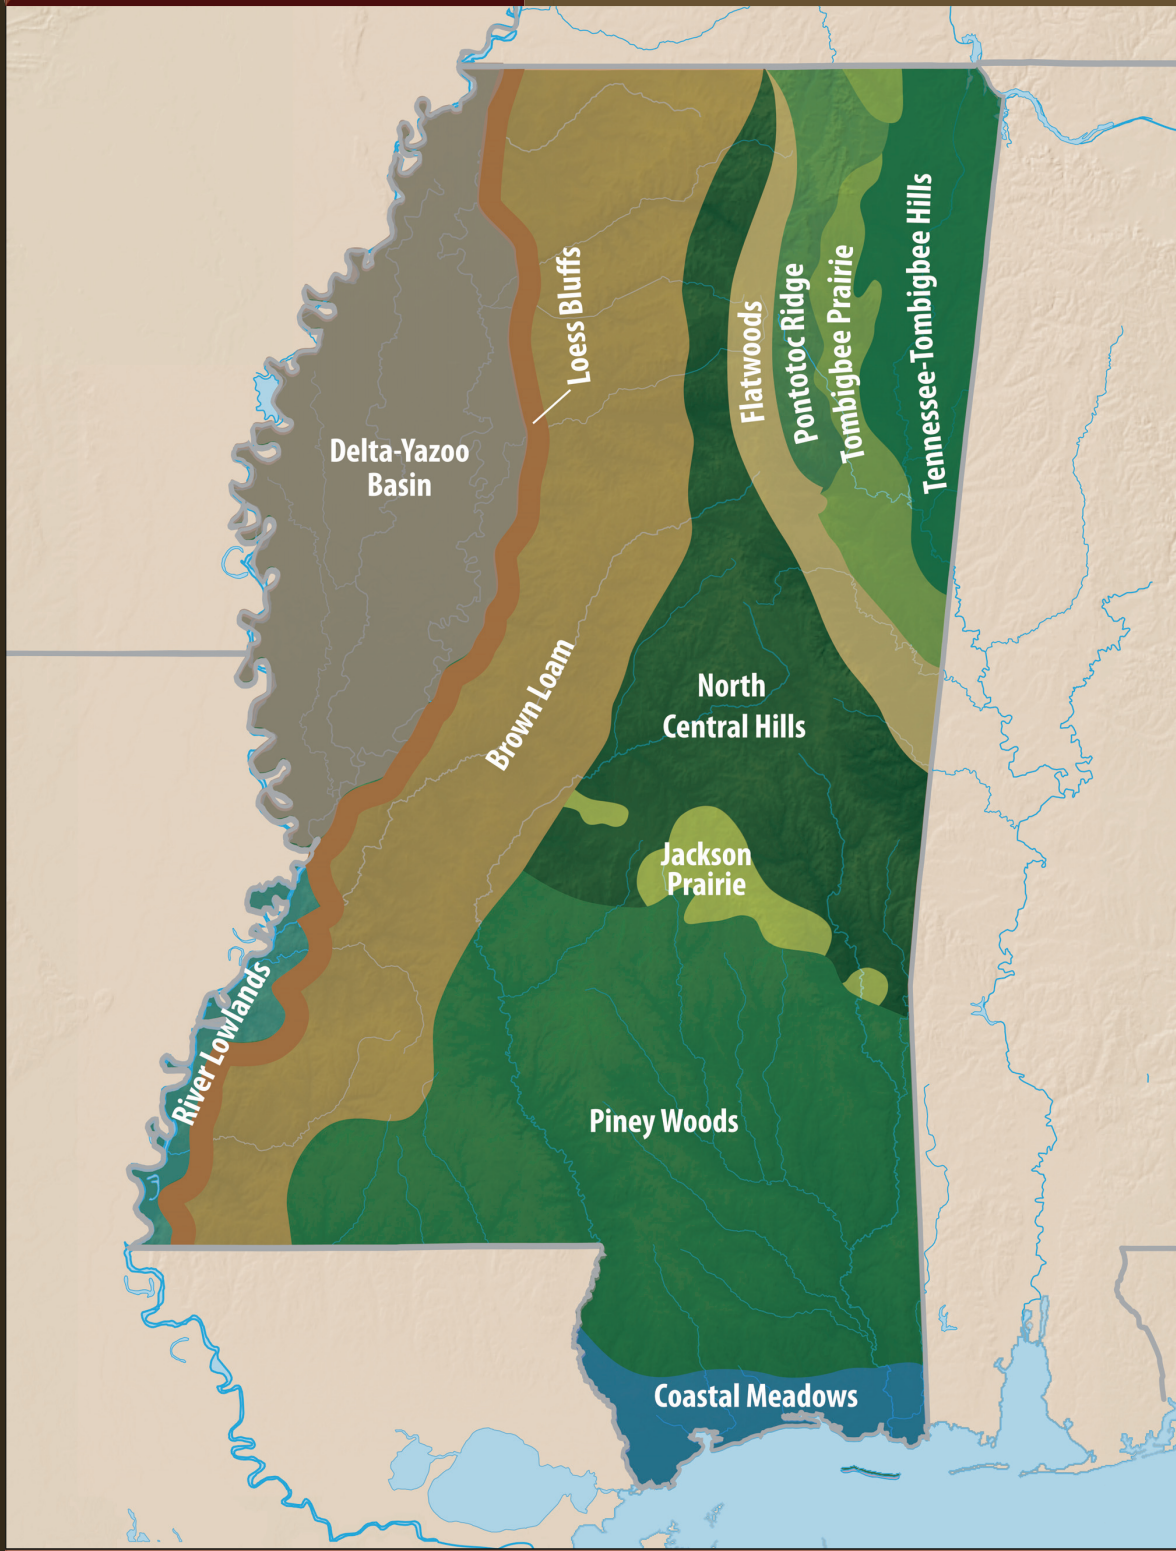 Loess Bluffs
Delta-Yazoo
Basin
Flatwoods
Pontotoc Ridge
Tombigbee Prairie
Tennessee-Tombigbee Hills
Brown Loam
North
Central Hills
Jackson
Prairie
River Lowlands
Piney Woods
Coastal Meadows